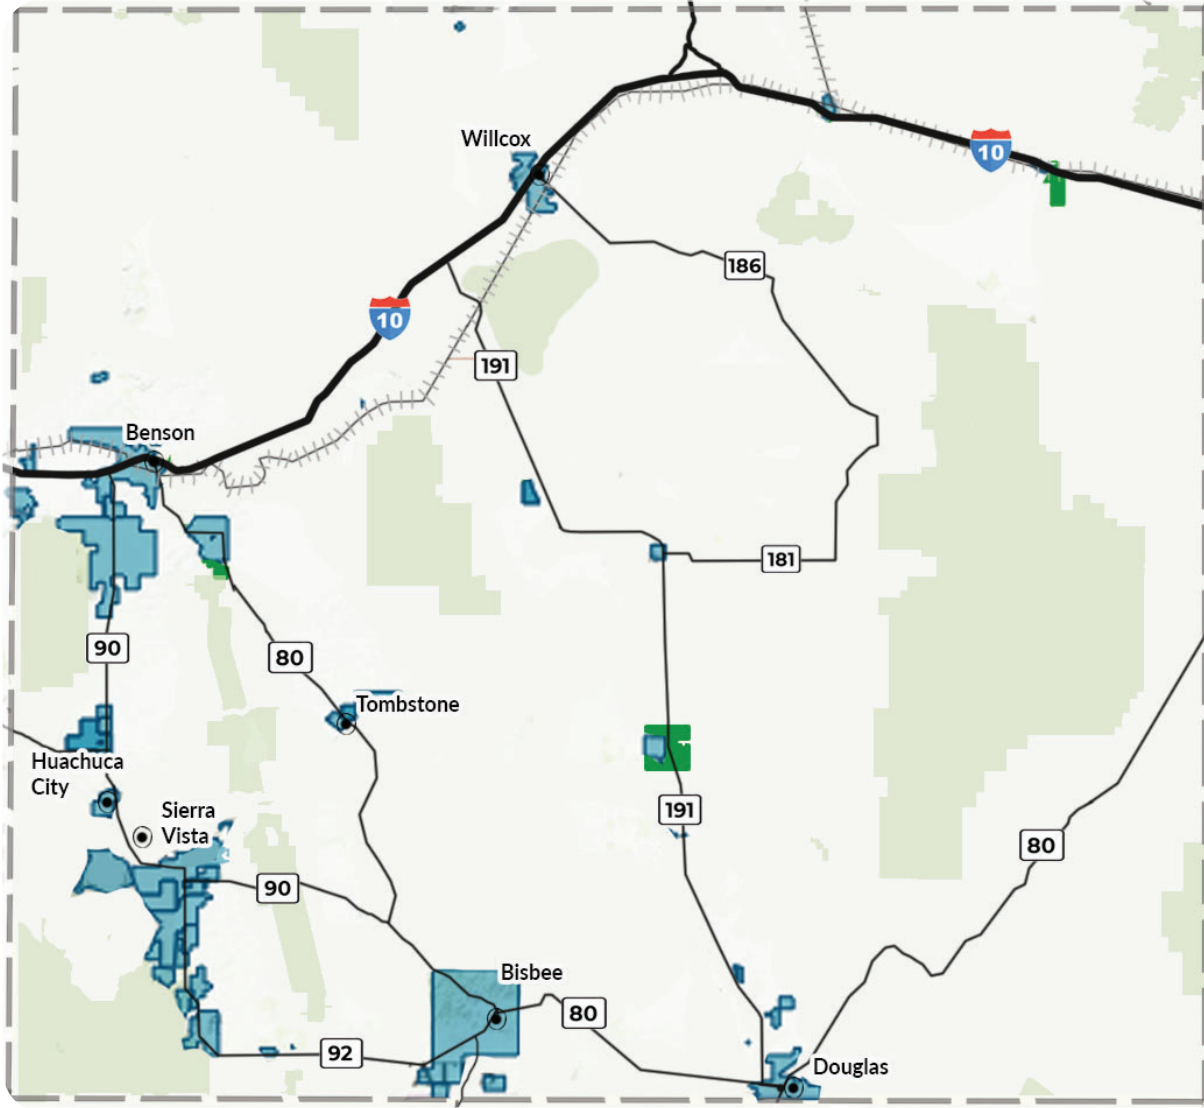 Willcox
10
186
10
191
Benson
181
90
80
Tombstone
Huachuca
City
Sierra
Vista
191
80
90
Bisbee
80
92
Douglas